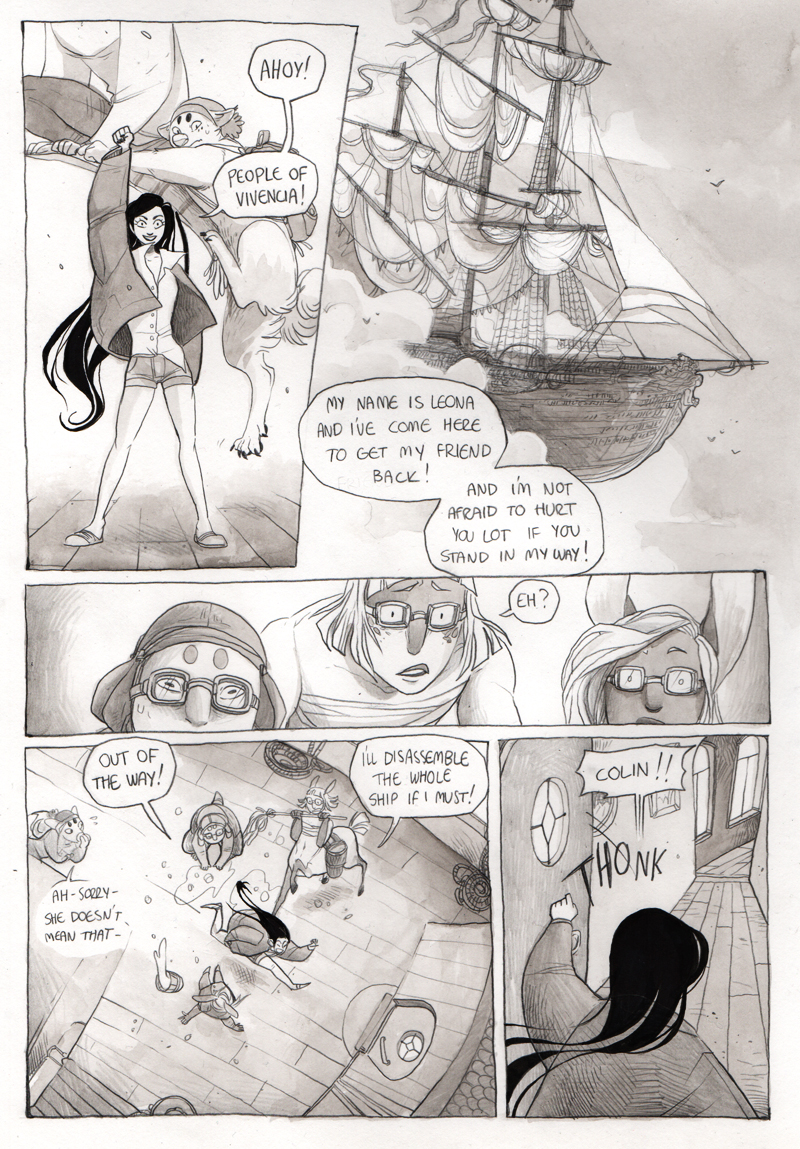 AHOY!
PEOPLE OF
VIVENCIA!
MY NAME IS LEONA
AND I'VE COME HERE
TO GET MY FRIEND
BACK!
AND I'M NOT
AFRAID TO HURT
YOU LOT IF YOU
STAND IN MY WAY!
EH?
OUT OF
THE WAY!
I'LL DISASSEMBLE
THE WHOLE
SHIP IF I MUST!
AH-SORRY-
SHE DOESN'T
MEAN THAT-
COLIN!!
THONK